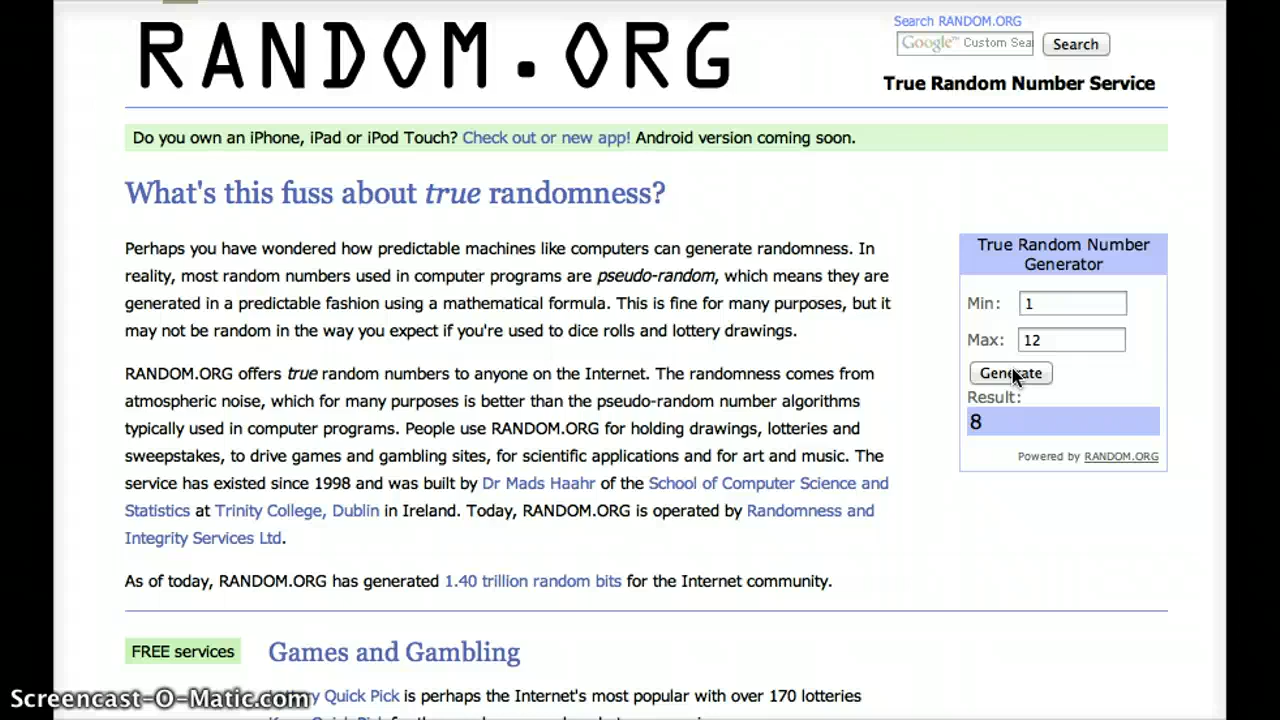 RANDOM.ORG
Search RANDOM.ORG
Google™ Custom Sea
Search
True Random Number Service
Do you own an iPhone, iPad or iPod Touch? Check out or new app! Android version coming soon.
What's this fuss about true randomness?
Perhaps you have wondered how predictable machines like computers can generate randomness. In
reality, most random numbers used in computer programs are pseudo-random, which means they are
generated in a predictable fashion using a mathematical formula. This is fine for many purposes, but it
may not be random in the way you expect if you're used to dice rolls and lottery drawings.
RANDOM.ORG offers true random numbers to anyone on the Internet. The randomness comes from
atmospheric noise, which for many purposes is better than the pseudo-random number algorithms
typically used in computer programs. People use RANDOM.ORG for holding drawings, lotteries and
sweepstakes, to drive games and gambling sites, for scientific applications and for art and music. The
service has existed since 1998 and was built by Dr Mads Haahr of the School of Computer Science and
Statistics at Trinity College, Dublin in Ireland. Today, RANDOM.ORG is operated by Randomness and
Integrity Services Ltd.
As of today, RANDOM.ORG has generated 1.40 trillion random bits for the Internet community.
True Random Number
Generator
Min: 1
Max: 12
Generate
Result:
8
Powered by RANDOM.ORG
FREE services
Games and Gambling
Quick Pick is perhaps the Internet's most popular with over 170 lotteries
Screencast-O-Matic.com